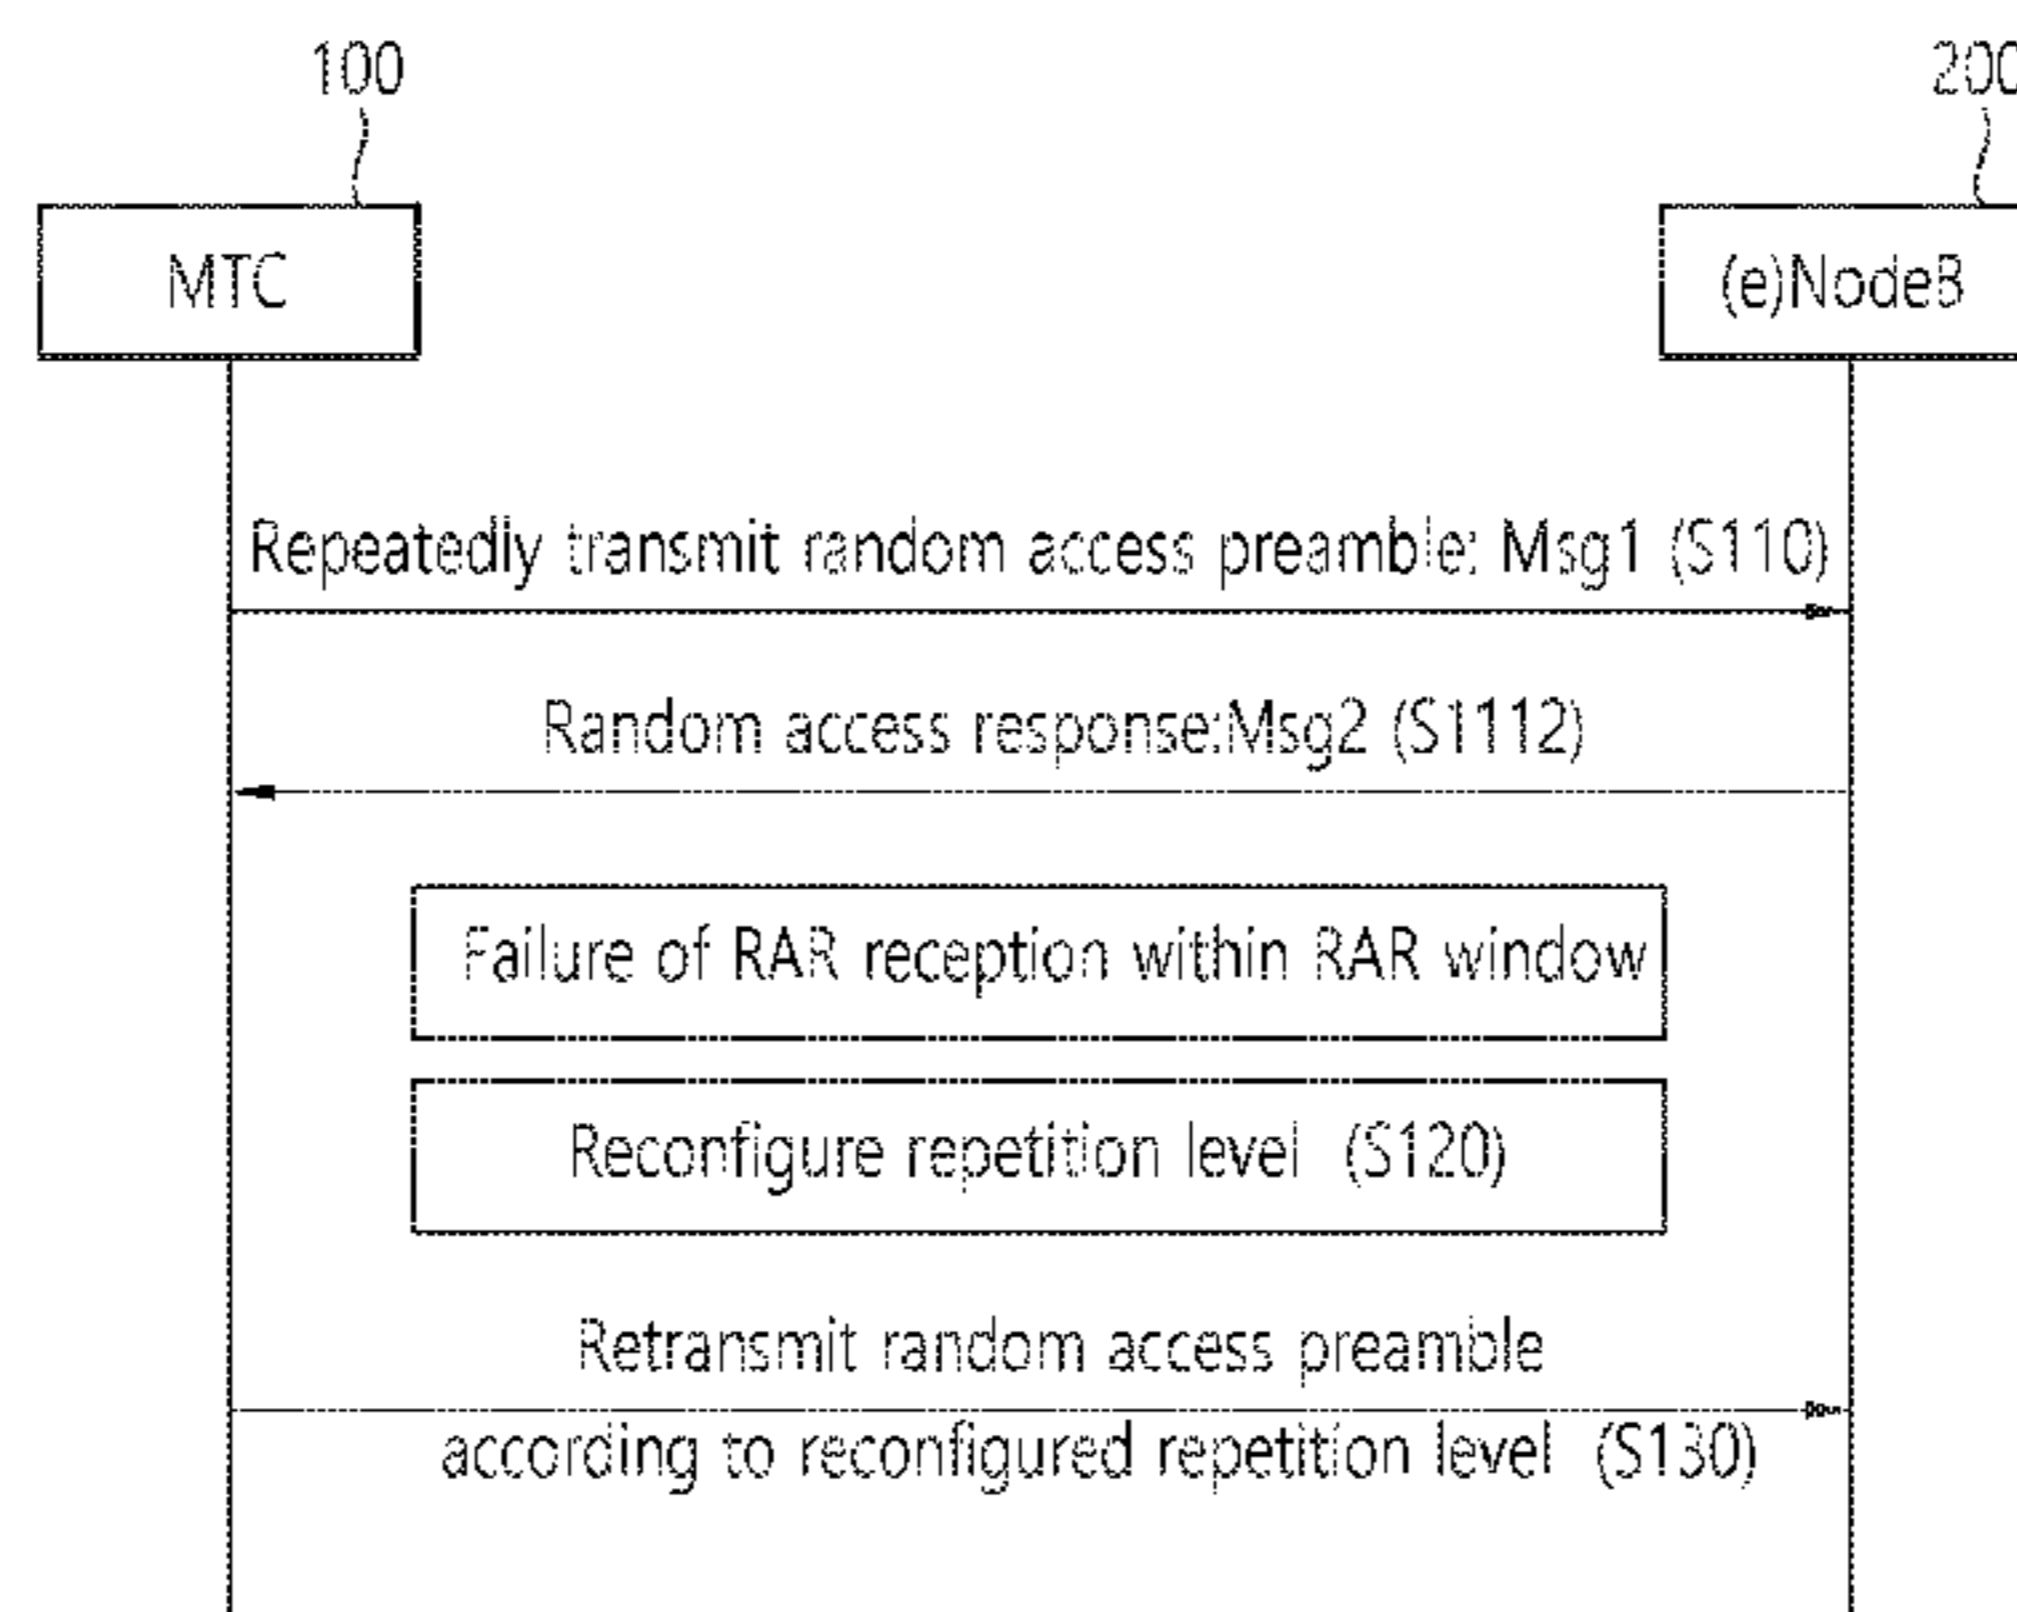 100
200
MTC
(e)NodeB
Repeatedly transmit random access preamble: Msg1 (S110)
Random access response:Msg2 (S1112)
Failure of RAR reception within RAR window
Reconfigure repetition level (S120)
Retransmit random access preamble
according to reconfigured repetition level (S130)